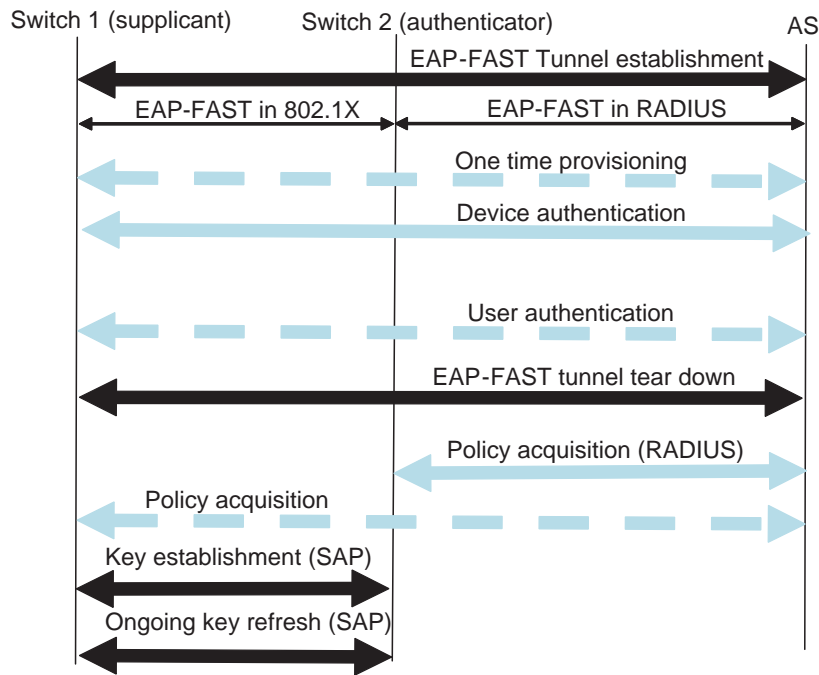 Switch 1 (supplicant)
Switch 2 (authenticator)
AS
EAP-FAST Tunnel establishment
EAP-FAST in 802.1X
EAP-FAST in RADIUS
One time provisioning
Device authentication
User authentication
EAP-FAST tunnel tear down
Policy acquisition (RADIUS)
Policy acquisition
Key establishment (SAP)
Ongoing key refresh (SAP)